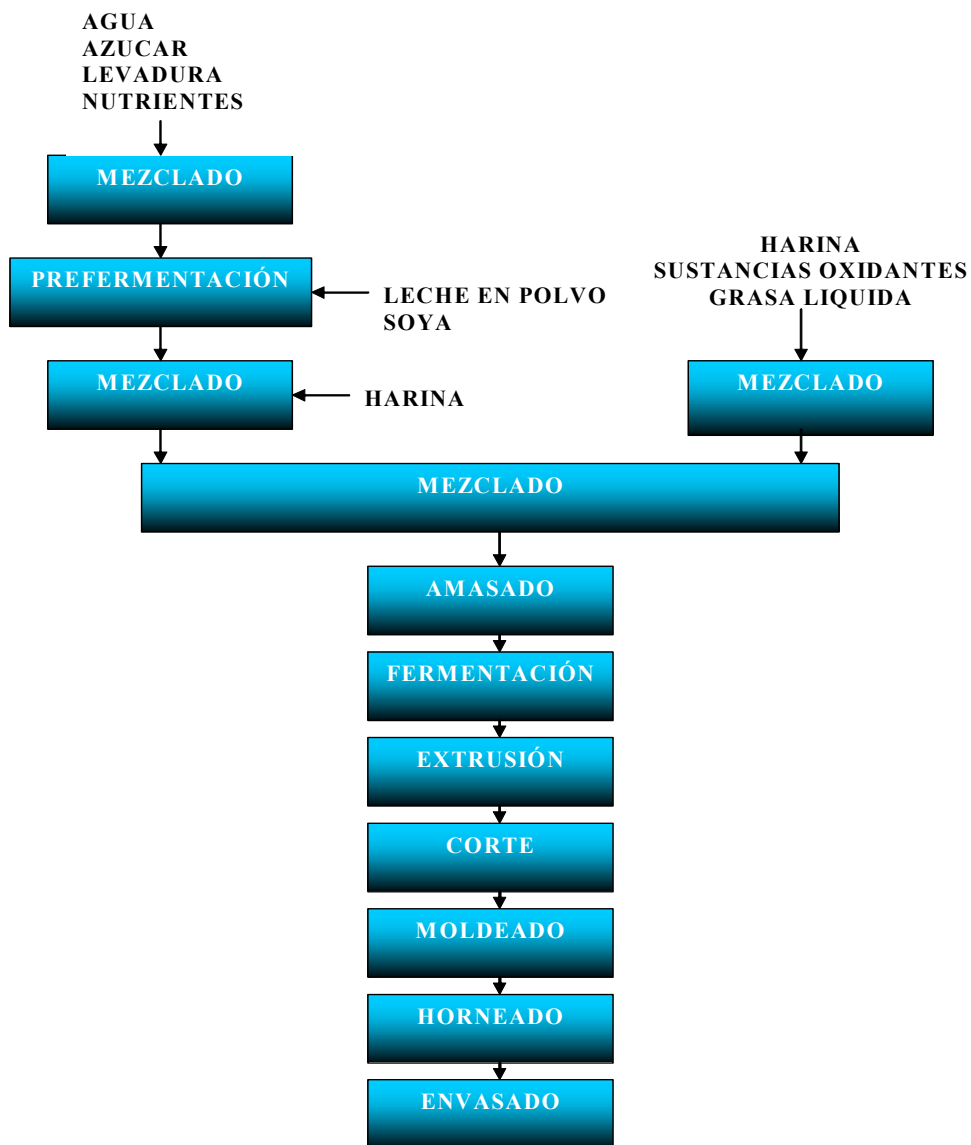 AGUA
AZUCAR
LEVADURA
NUTRIENTES
MEZCLADO
PREFERMENTACIÓN
LECHE EN POLVO
SOYA
MEZCLADO
HARINA
HARINA
SUSTANCIAS OXIDANTES
GRASA LIQUIDA
MEZCLADO
MEZCLADO
AMASADO
FERMENTACIÓN
EXTRUSIÓN
CORTE
MOLDEADO
HORNEADO
ENVASADO